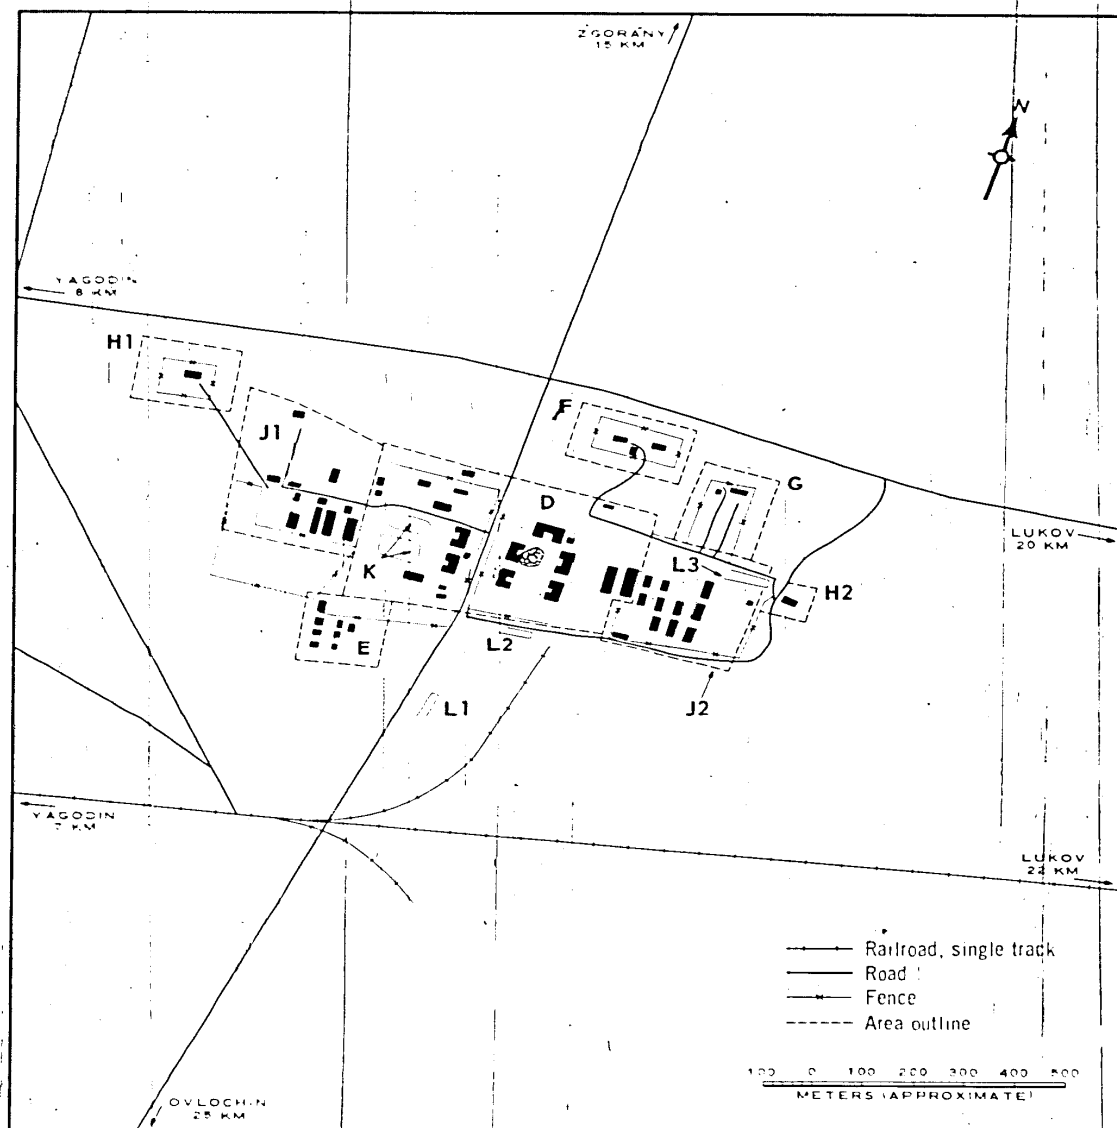 ZGORANY
15 KM
N
YAGODIN
8 KM
H1
F
J1
G
D
LUKOV
20 KM
K
L3
H2
E
L2
L1
J2
YAGODIN
7 KM
LUKOV
22 KM
Railroad, single track
Road
Fence
Area outline
100 0 100 200 300 400 500
METERS (APPROXIMATE)
OVLOCHIN
25 KM